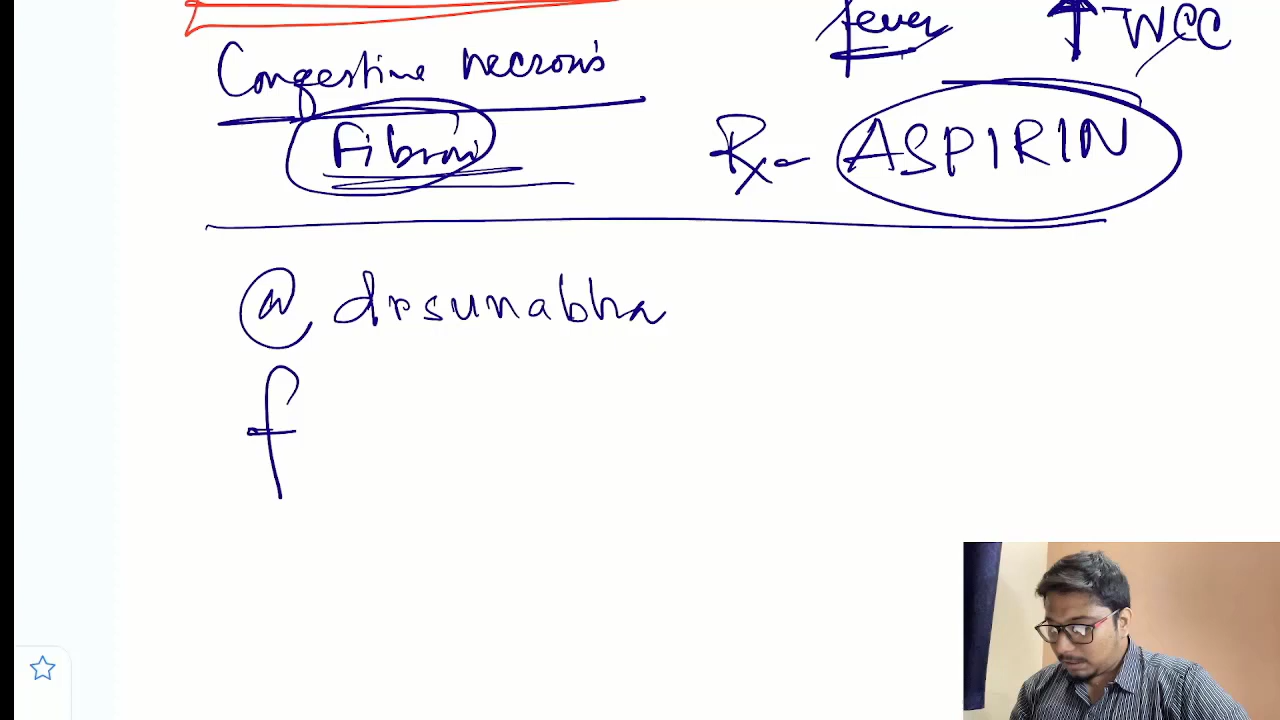 fever ↑ WCC
Congestive necrosis
Fibrin
Rx - ASPIRIN
@ drsunabha
f